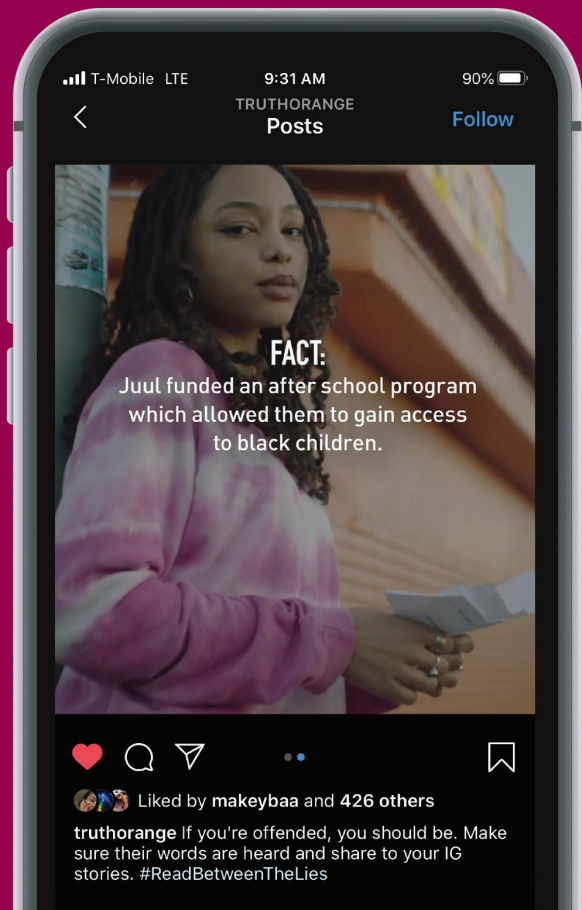 T-Mobile LTE 9:31 AM 90%
TRUTHORANGE
Posts
Follow
FACT:
Juul funded an after school program
which allowed them to gain access
to black children.
Liked by makeybaa and 426 others
truthorange If you're offended, you should be. Make
sure their words are heard and share to your IG
stories. #ReadBetweenTheLies